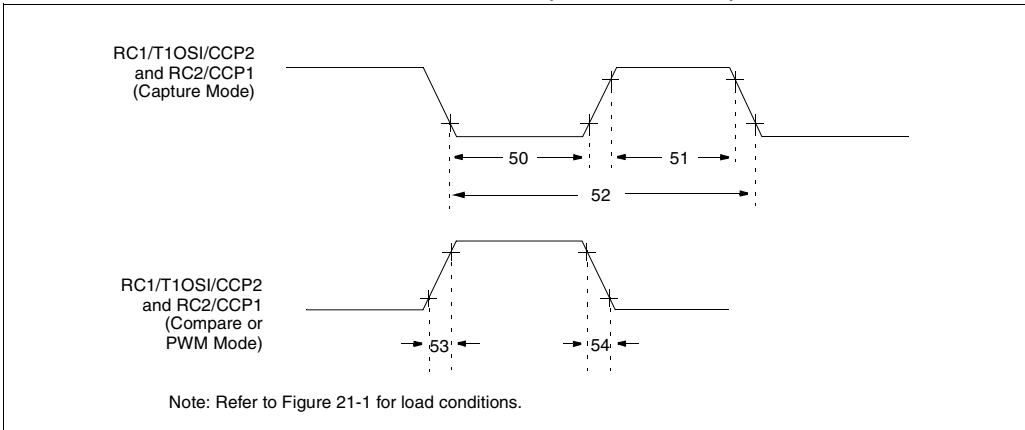 RC1/T1OSI/CCP2
and RC2/CCP1
(Capture Mode)
50
51
52
RC1/T1OSI/CCP2
and RC2/CCP1
(Compare or
PWM Mode)
53
54
Note: Refer to Figure 21-1 for load conditions.